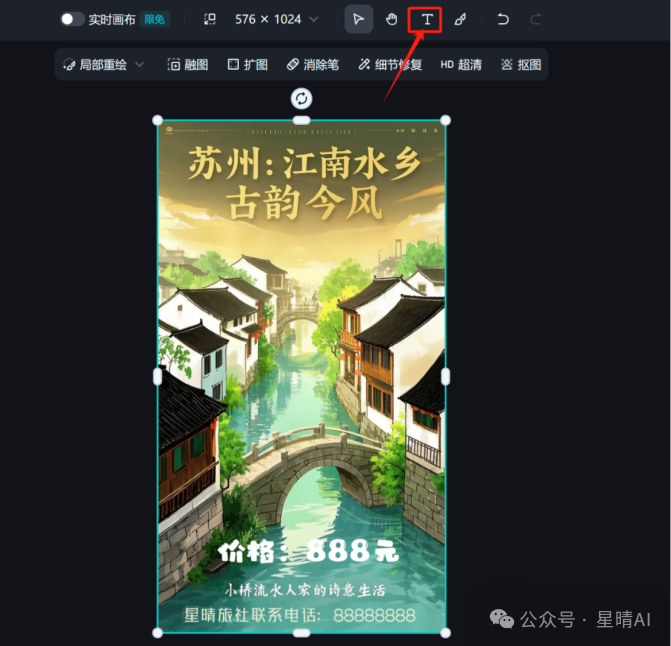 实时画布 限免 576 × 1024 T
局部重绘 融图 扩图 消除笔 细节修复 HD 超清 抠图
苏州:江南水乡
古韵今风
价格：888元
小桥流水人家的诗意生活
星晴旅社联系电话：88888888
公众号 · 星晴AI